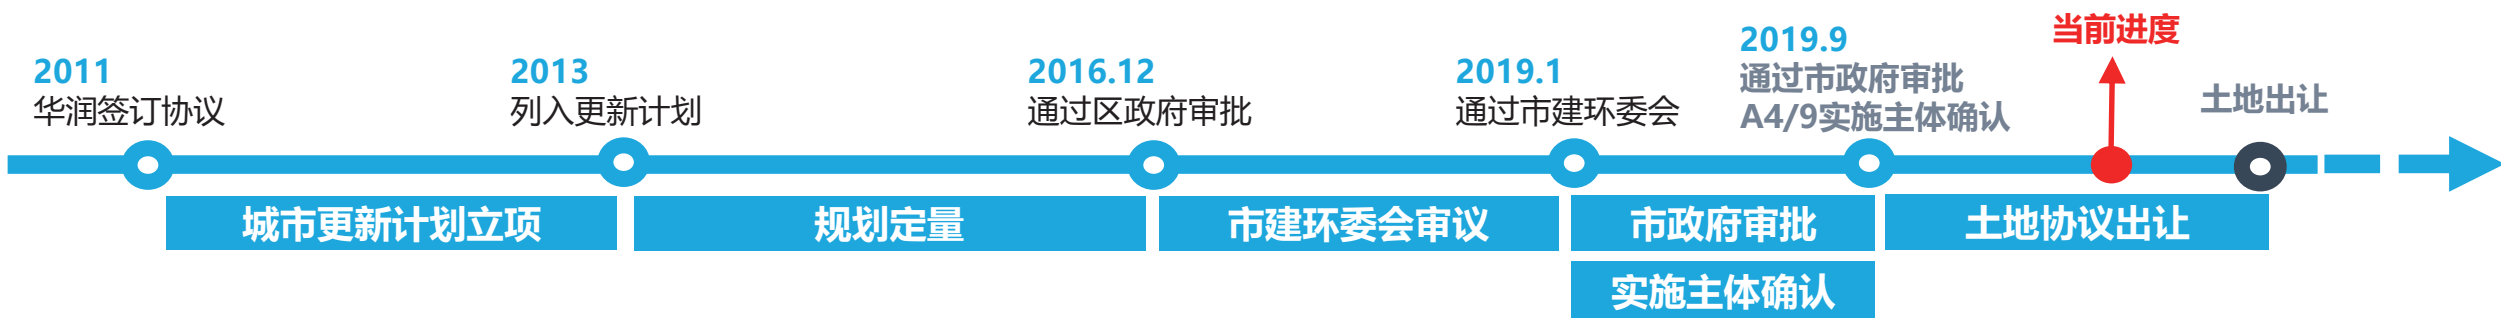 2011
华润签订协议
2013
列入更新计划
2016.12
通过区政府审批
2019.1
通过市建环委会
2019.9
通过市政府审批
A4/9实施主体确认
当前进度
土地出让
城市更新计划立项
规划定量
市建环委会审议
市政府审批
土地协议出让
实施主体确认